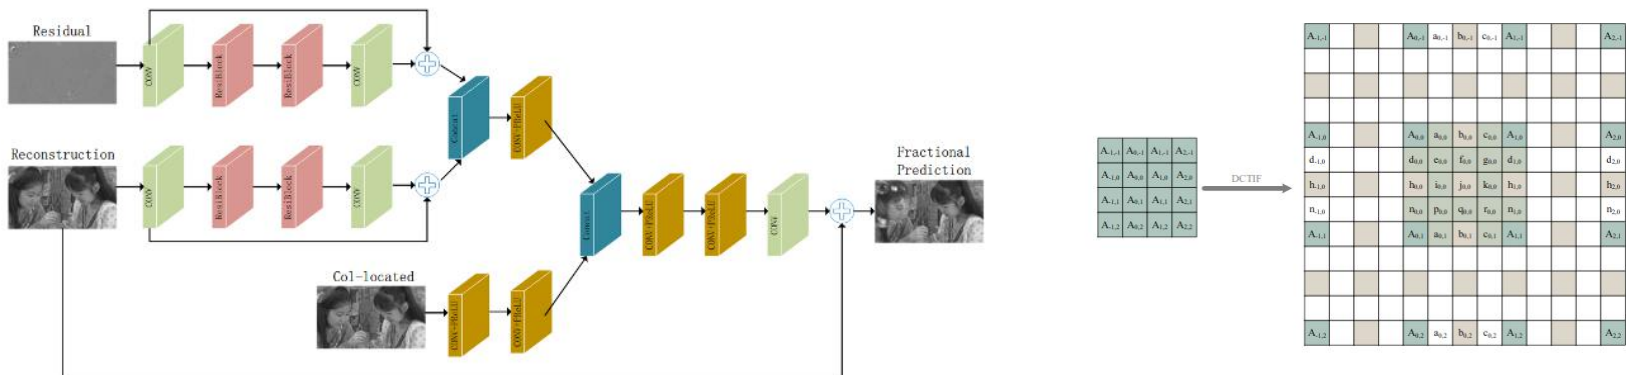 Residual
CONV
ResiBlock
ResiBlock
CONV
Reconstruction
CONV
ResiBlock
ResiBlock
CONV
Concat
CONV+PReLU
Col-located
CONV+PReLU
CONV+PReLU
Concat
CONV+PReLU
CONV+PReLU
CONV
Fractional
Prediction
A-1,-1 A0,-1 A1,-1 A2,-1
A-1,0 A0,0 A1,0 A2,0
A-1,1 A0,1 A1,1 A2,1
A-1,2 A0,2 A1,2 A2,2
DCTIF
A-1,-1 A0,-1 a0,-1 b0,-1 c0,-1 A1,-1 A2,-1
A-1,0 A0,0 a0,0 b0,0 c0,0 A1,0 A2,0
d-1,0 d0,0 e0,0 f0,0 g0,0 d1,0 d2,0
h-1,0 h0,0 i0,0 j0,0 k0,0 h1,0 h2,0
n-1,0 n0,0 p0,0 q0,0 r0,0 n1,0 n2,0
A-1,1 A0,1 a0,1 b0,1 c0,1 A1,1 A2,1
A-1,2 A0,2 a0,2 b0,2 c0,2 A1,2 A2,2